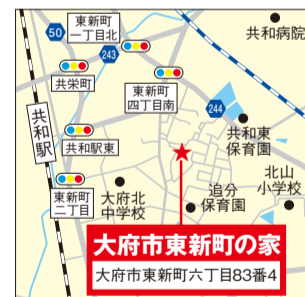 東新町
一丁目北
共和病院
50
243
共栄町
東新町
四丁目南
244
共和駅
共和駅東
共和東
保育園
東新町
二丁目
大府北
中学校
追分
保育園
北山
小学校
大府市東新町の家
大府市東新町六丁目83番4